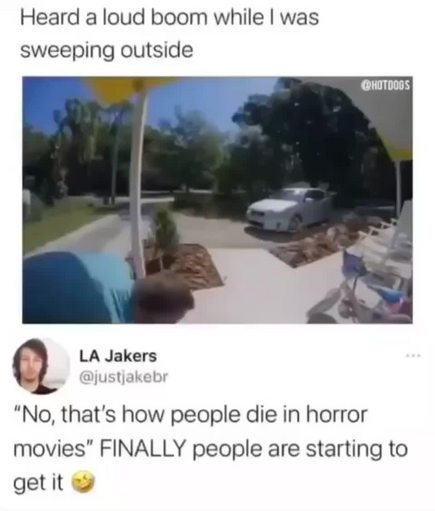 Heard a loud boom while I was
sweeping outside
@HOTDOGS
LA Jakers
@justjakebr
"No, that's how people die in horror
movies" FINALLY people are starting to
get it 🤣